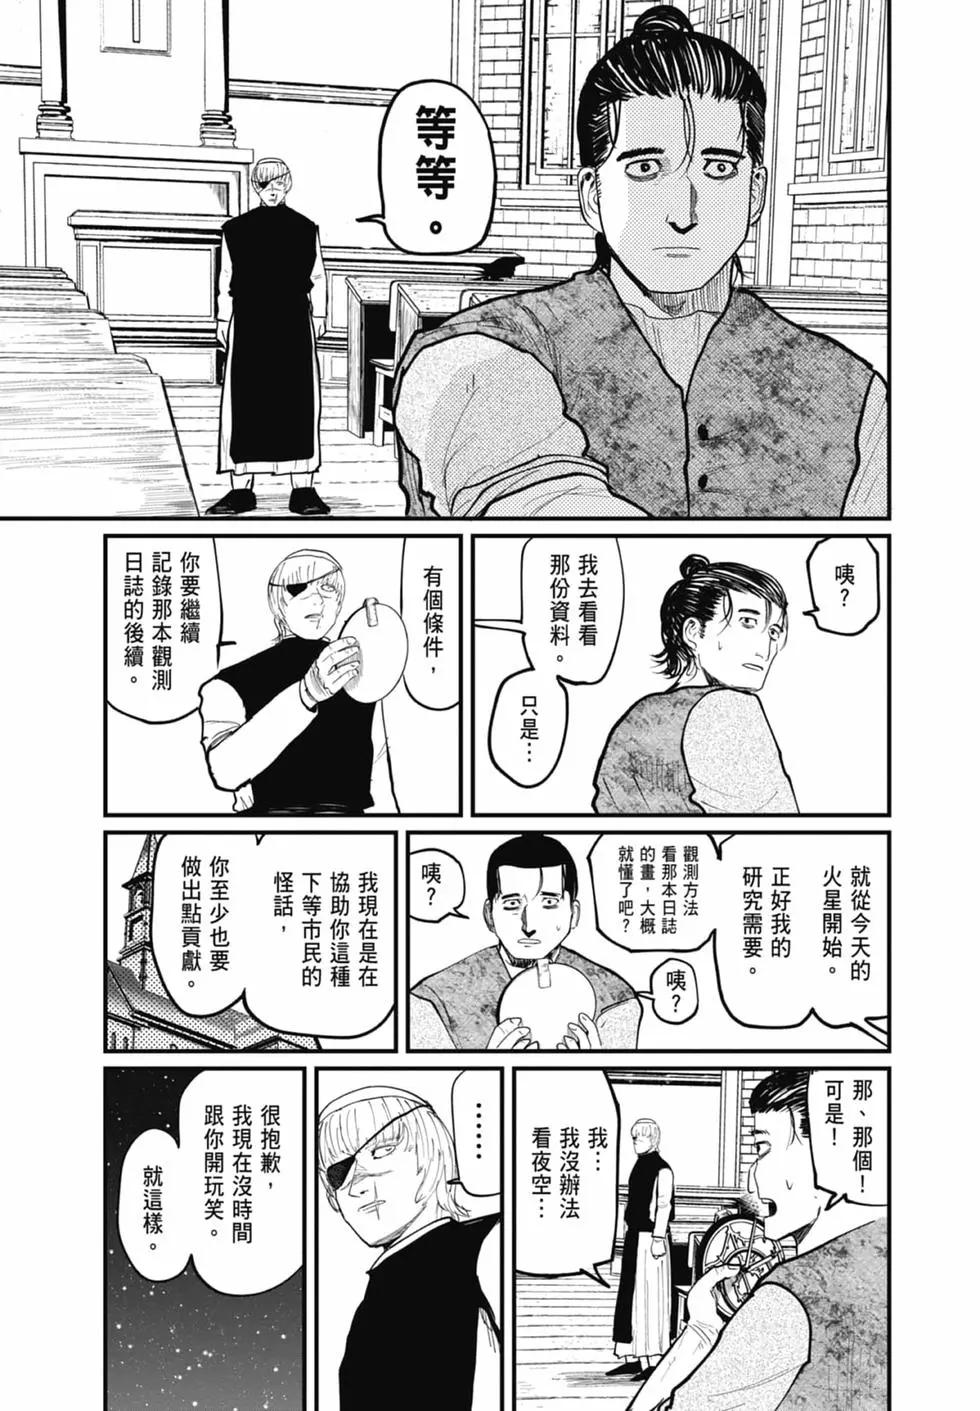 等等。
咦?
我去看看
那份資料。
只是…
有個條件，
你要繼續
記錄那本觀測
日誌的後續。
就從今天的
火星開始。
正好我的
研究需要。
觀測方法
看那本日誌
的畫，大概
就懂了吧?
咦?
咦?
我現在是在
協助你這種
下等市民的
怪話，
你至少也要
做出點貢獻。
那、那個!
可是!
我…
我沒辦法
看夜空…
……
很抱歉，
我現在沒時間
跟你開玩笑。
就這樣。